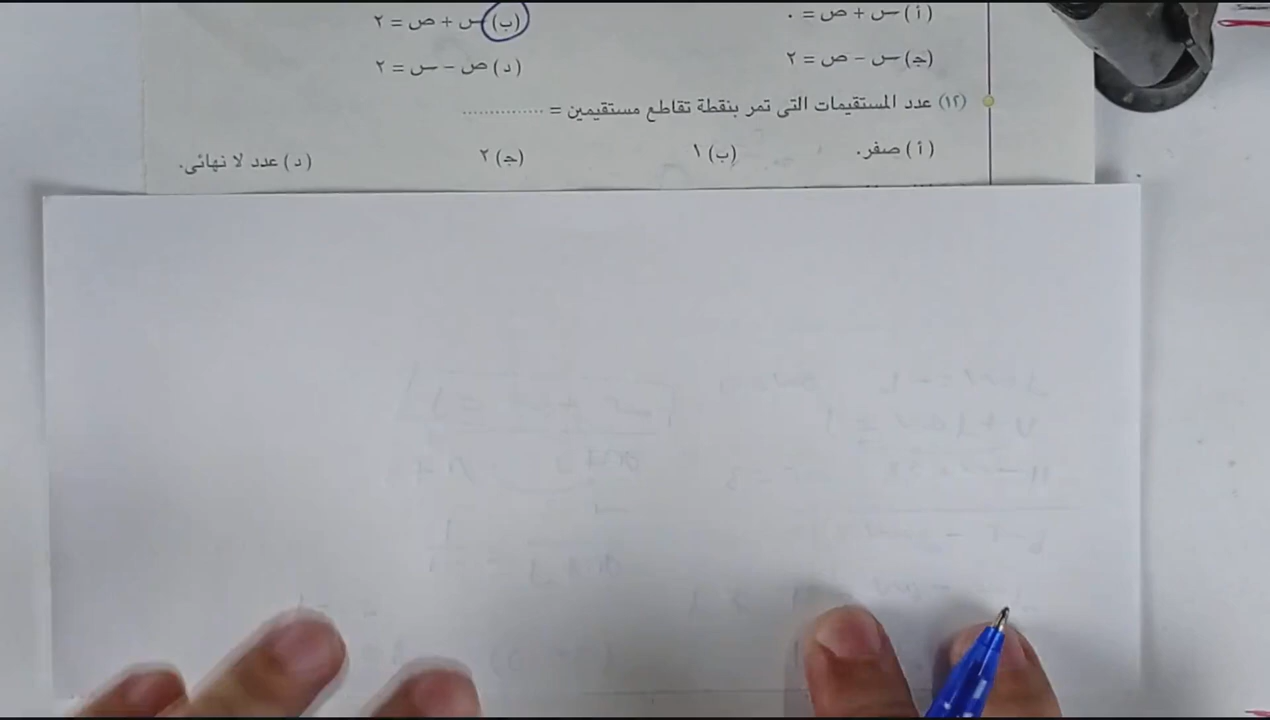 (أ) س + ص = ٠ (ب) س + ص = ٢
(جـ) س − ص = ٢ (د) ص − س = ٢
(١٢) عدد المستقيمات التى تمر بنقطة تقاطع مستقيمين = ...............
(أ) صفر. (ب) ١ (جـ) ٢ (د) عدد لا نهائى.